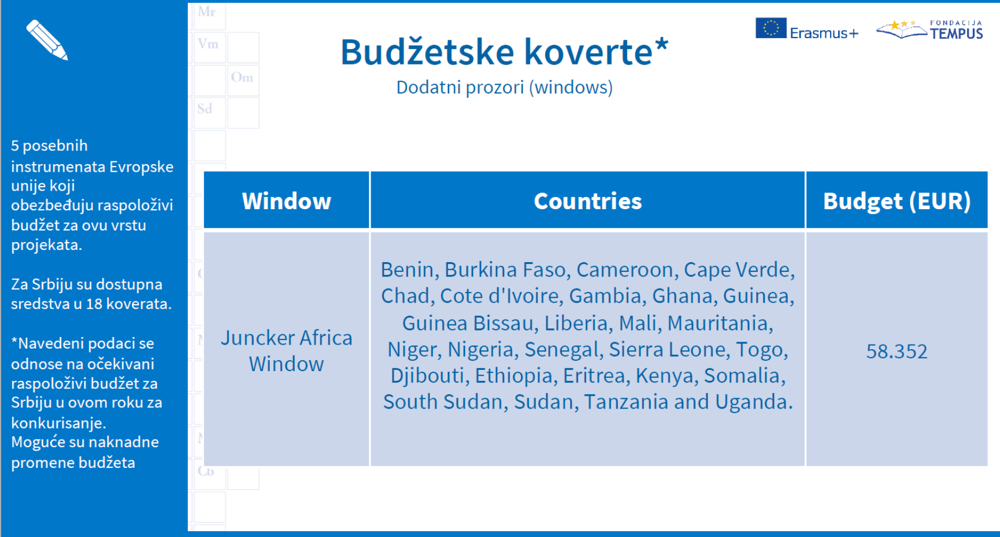 Mr
Vm
Om
Sd
Cb
Budžetske koverte*
Dodatni prozori (windows)
Erasmus+
FONDACIJA
TEMPUS
5 posebnih
instrumenata Evropske
unije koji
obezbeđuju raspoloživi
budžet za ovu vrstu
projekata.
Za Srbiju su dostupna
sredstva u 18 koverata.
*Navedeni podaci se
odnose na očekivani
raspoloživi budžet za
Srbiju u ovom roku za
konkurisanje.
Moguće su naknadne
promene budžeta
Window
Countries
Budget (EUR)
Juncker Africa
Window
Benin, Burkina Faso, Cameroon, Cape Verde,
Chad, Cote d'Ivoire, Gambia, Ghana, Guinea,
Guinea Bissau, Liberia, Mali, Mauritania,
Niger, Nigeria, Senegal, Sierra Leone, Togo,
Djibouti, Ethiopia, Eritrea, Kenya, Somalia,
South Sudan, Sudan, Tanzania and Uganda.
58.352